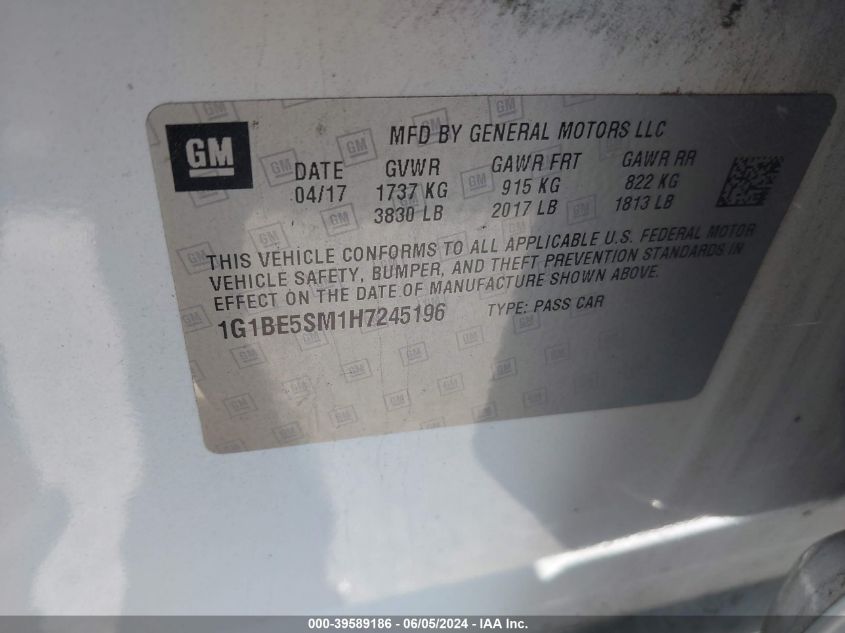 GM
MFD BY GENERAL MOTORS LLC
DATE GVWR GAWR FRT GAWR RR
04/17 1737 KG 915 KG 822 KG
3830 LB 2017 LB 1813 LB
THIS VEHICLE CONFORMS TO ALL APPLICABLE U.S. FEDERAL MOTOR
VEHICLE SAFETY, BUMPER, AND THEFT PREVENTION STANDARDS IN
EFFECT ON THE DATE OF MANUFACTURE SHOWN ABOVE.
1G1BE5SM1H7245196 TYPE: PASS CAR
000-39589186 - 06/05/2024 - IAA Inc.